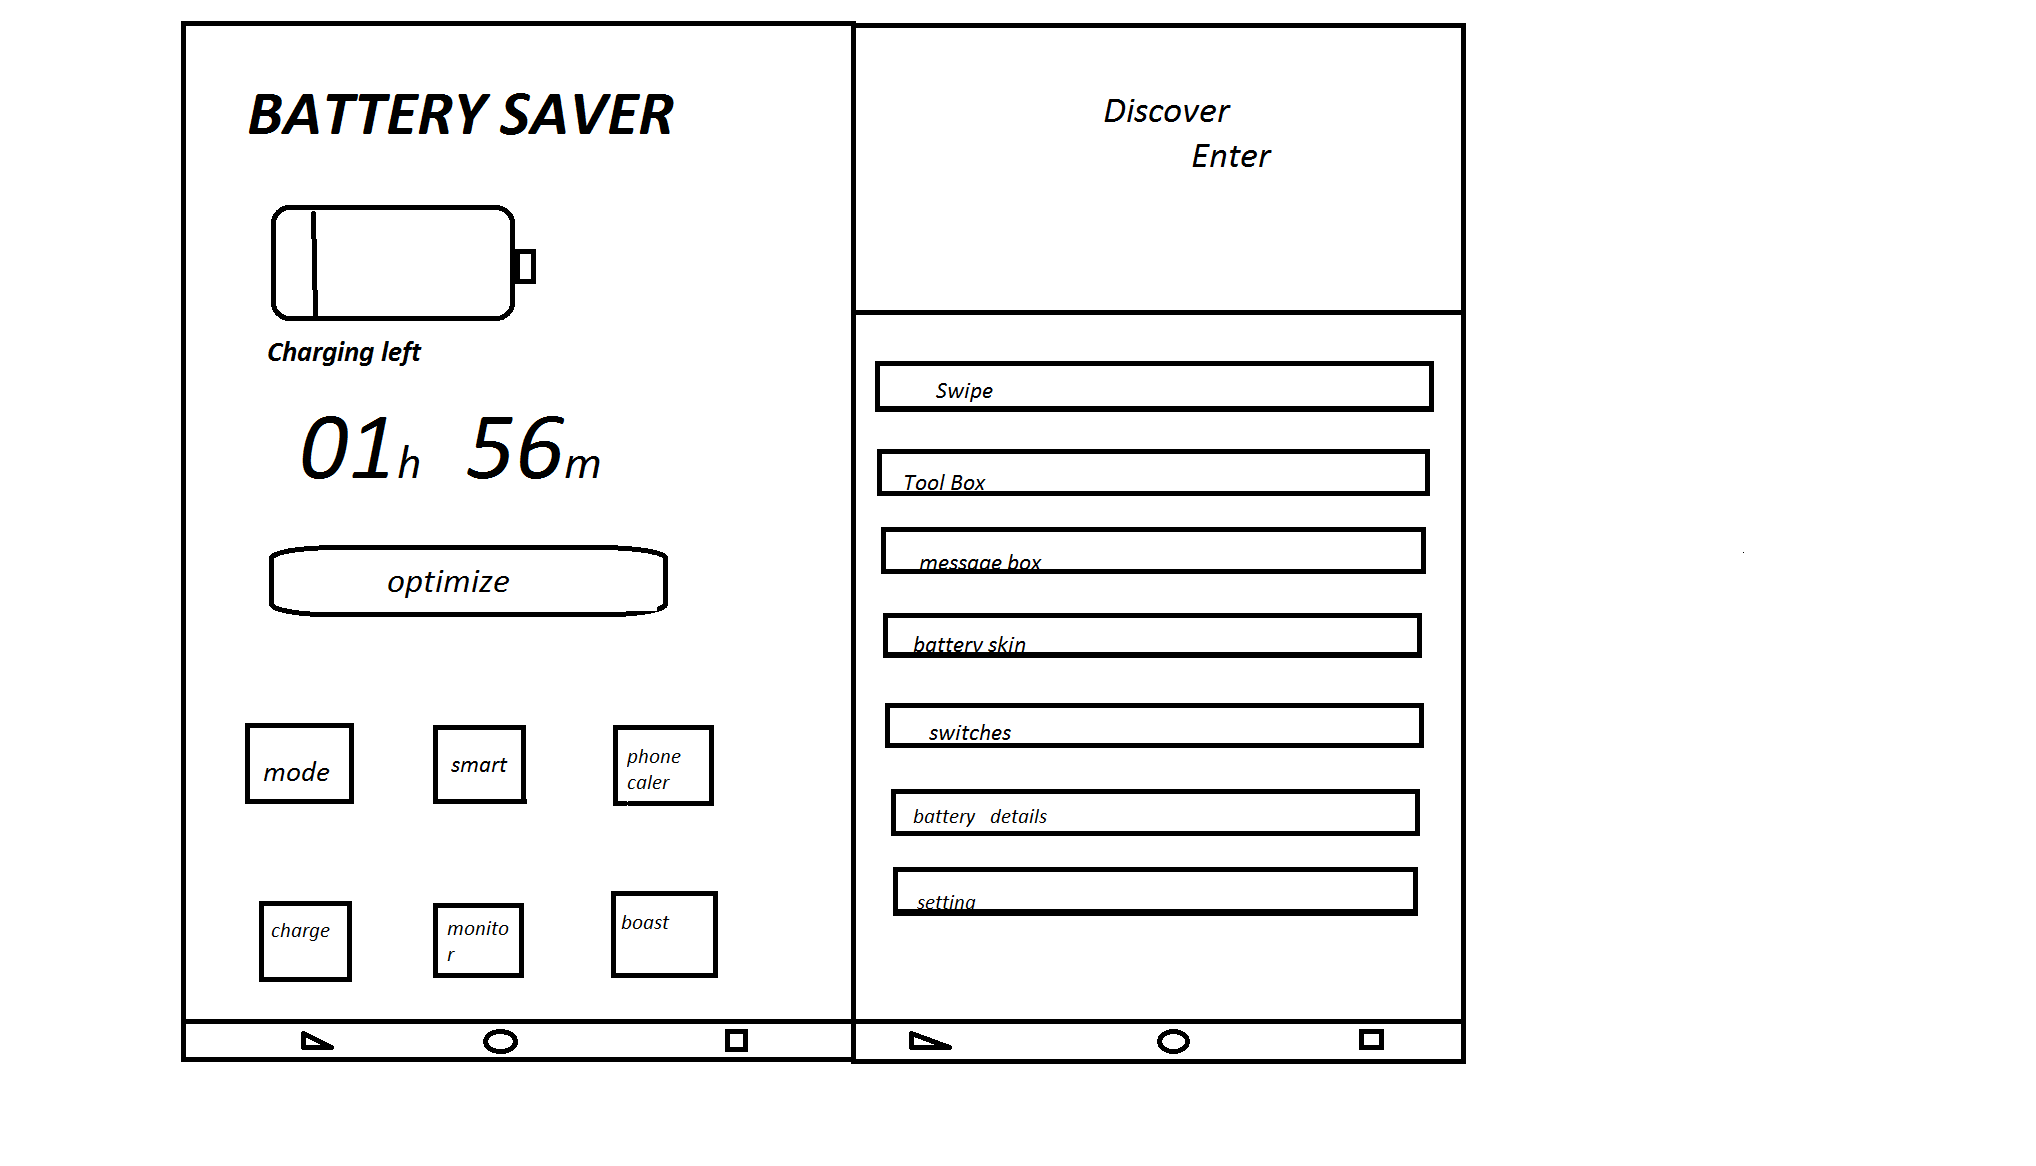 BATTERY SAVER
Charging left
01h 56m
optimize
mode
smart
phone
caler
charge
monito
r
boast
Discover
Enter
Swipe
Tool Box
message box
battery skin
switches
battery details
setting